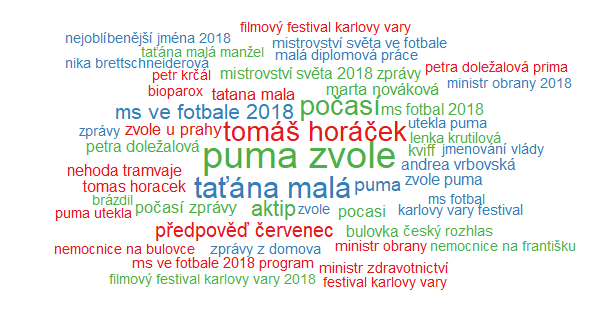 filmový festival karlovy vary
nejoblíbenější jména 2018
mistrovství světa ve fotbale
taťána malá manžel
malá diplomová práce
nika brettschneiderová
petr krčál
mistrovství světa 2018 zprávy
petra doležalová prima
bioparox
tatana mala
marta nováková
ministr obrany 2018
počasí
ms ve fotbale 2018
ms fotbal 2018
zprávy
zvole u prahy
tomáš horáček
utekla puma
lenka krutilová
petra doležalová
puma zvole
kviff
jmenování vlády
andrea vrbovská
nehoda tramvaje
tomas horacek
taťána malá
puma
zvole puma
brázdil
ms fotbal
puma utekla
počasí zprávy
aktip
zvole
pocasi
karlovy vary festival
předpověď červenec
bulovka
český rozhlas
nemocnice na bulovce
zprávy z domova
ministr obrany
nemocnice na františku
ms ve fotbale 2018 program
ministr zdravotnictví
filmový festival karlovy vary 2018
festival karlovy vary